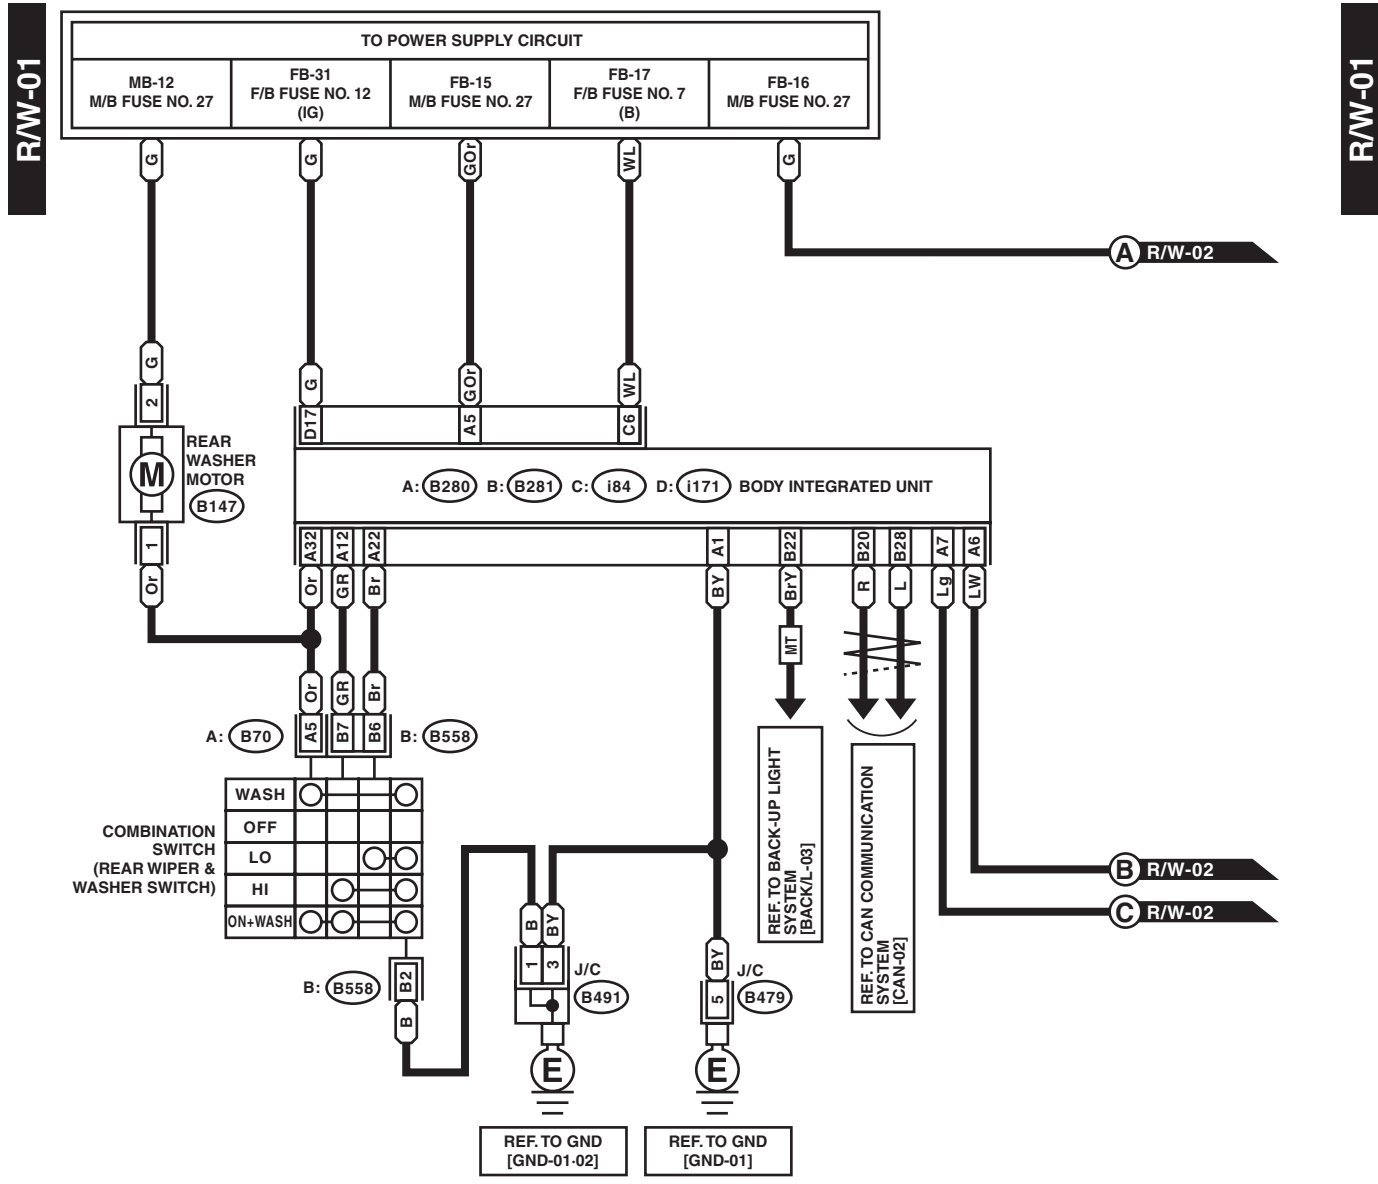 R/W-01
R/W-01
TO POWER SUPPLY CIRCUIT
MB-12
M/B FUSE NO. 27
FB-31
F/B FUSE NO. 12
(IG)
FB-15
M/B FUSE NO. 27
FB-17
F/B FUSE NO. 7
(B)
FB-16
M/B FUSE NO. 27
G
G
GOr
WL
G
A R/W-02
G
G
GOr
WL
2
D17
A5
C6
M
REAR
WASHER
MOTOR
B147
A: B280 B: B281 C: i84 D: i171 BODY INTEGRATED UNIT
1
A32
A12
A22
A1
B22
B20
B28
A7
A6
Or
Or
GR
Br
BY
BrY
R
L
Lg
LW
MT
Or
GR
Br
A: B70
A5
B7
B6
B: B558
COMBINATION
SWITCH
(REAR WIPER &
WASHER SWITCH)
WASH
OFF
LO
HI
ON+WASH
REF. TO BACK-UP LIGHT
SYSTEM
[BACK/L-03]
REF. TO CAN COMMUNICATION
SYSTEM
[CAN-02]
B R/W-02
C R/W-02
B
BY
BY
B: B558
B2
B
1
3
J/C
B491
5
J/C
B479
E
E
REF. TO GND
[GND-01·02]
REF. TO GND
[GND-01]